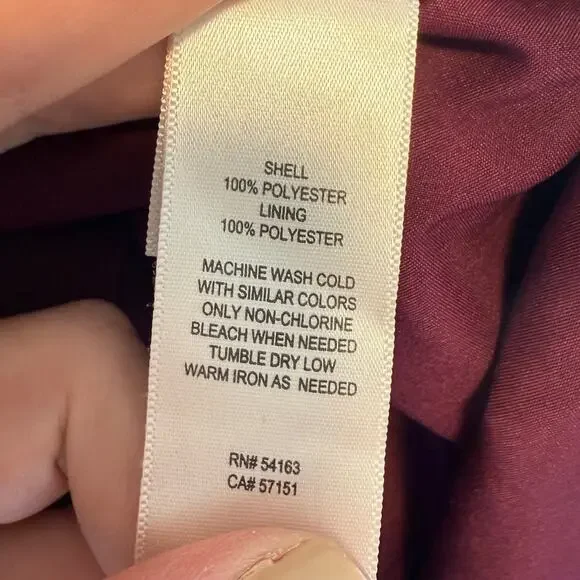 SHELL
100% POLYESTER
LINING
100% POLYESTER
MACHINE WASH COLD
WITH SIMILAR COLORS
ONLY NON-CHLORINE
BLEACH WHEN NEEDED
TUMBLE DRY LOW
WARM IRON AS NEEDED
RN# 54163
CA# 57151